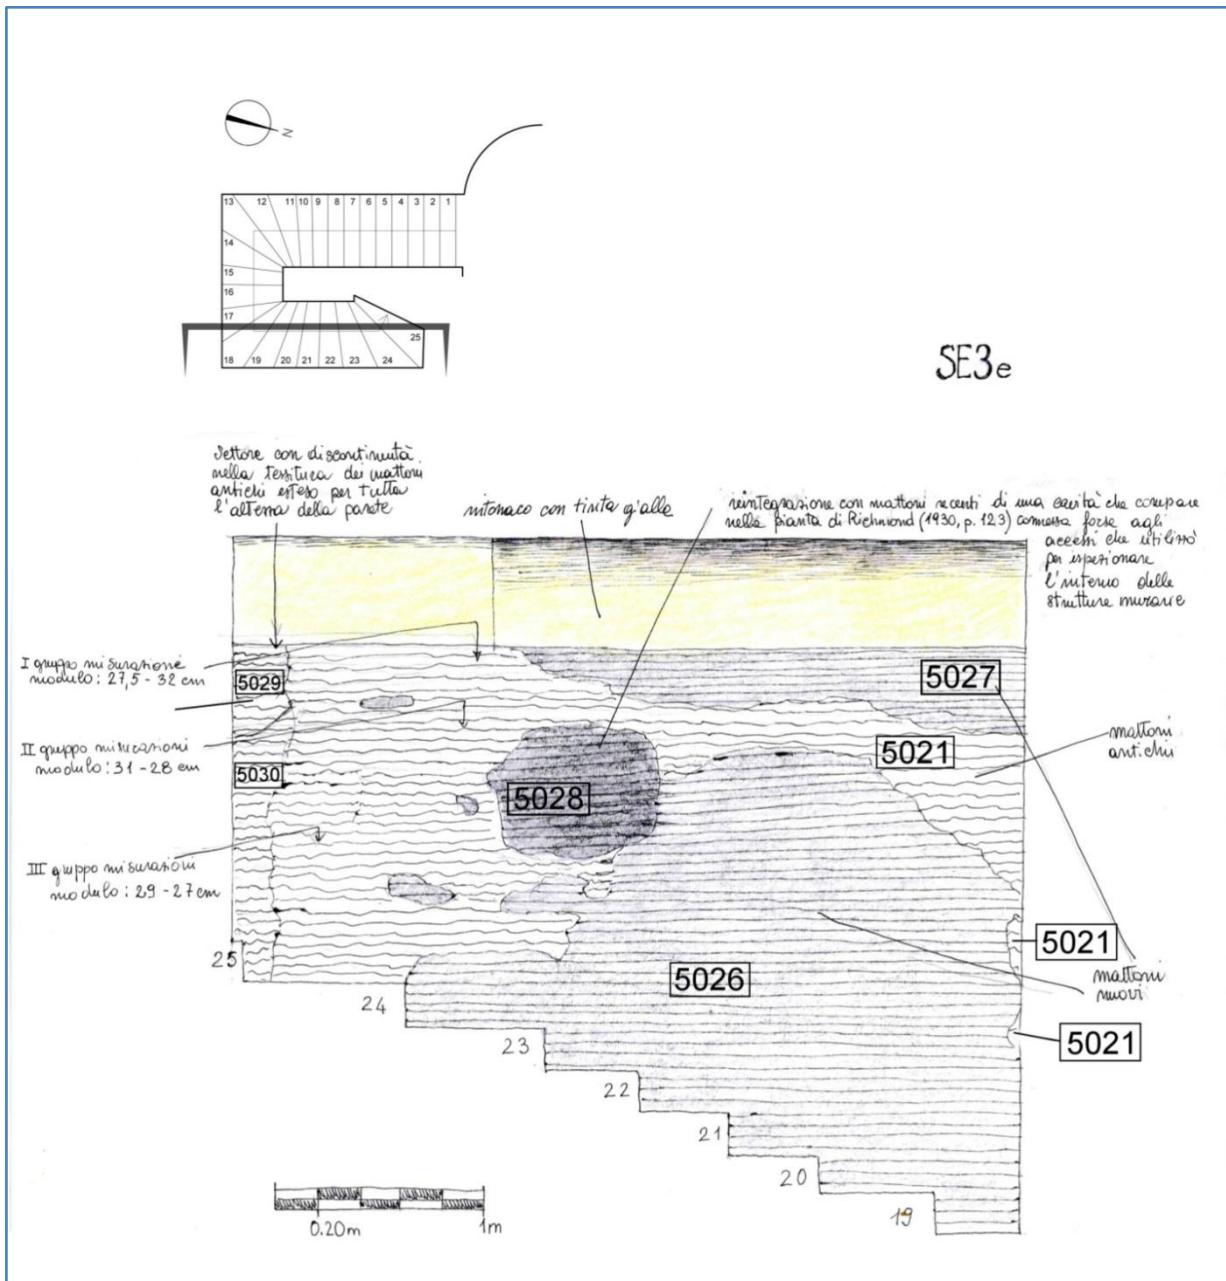 N
13 12 11 10 9 8 7 6 5 4 3 2 1
14
15
16
17
18 19 20 21 22 23 24 25
SE3e
Settore con discontinuità
nella tessitura dei mattoni
antichi esteso per tutta
l'altezza della parete
intonaco con tinta gialla
reintegrazione con mattoni recenti di una cavità che compare
nella pianta di Richmond (1930, p. 123) connessa forse agli
accessi che utilizzò
per ispezionare
l'interno delle
strutture murarie
I gruppo misurazione
modulo: 27,5 - 32 cm
5029
5027
II gruppo misurazioni
modulo: 31 - 28 cm
5030
5021
mattoni
antichi
5028
III gruppo misurazioni
modulo: 29 - 27 cm
5021
25
5026
mattoni
nuovi
24
23
5021
22
21
20
19
0.20m 1m